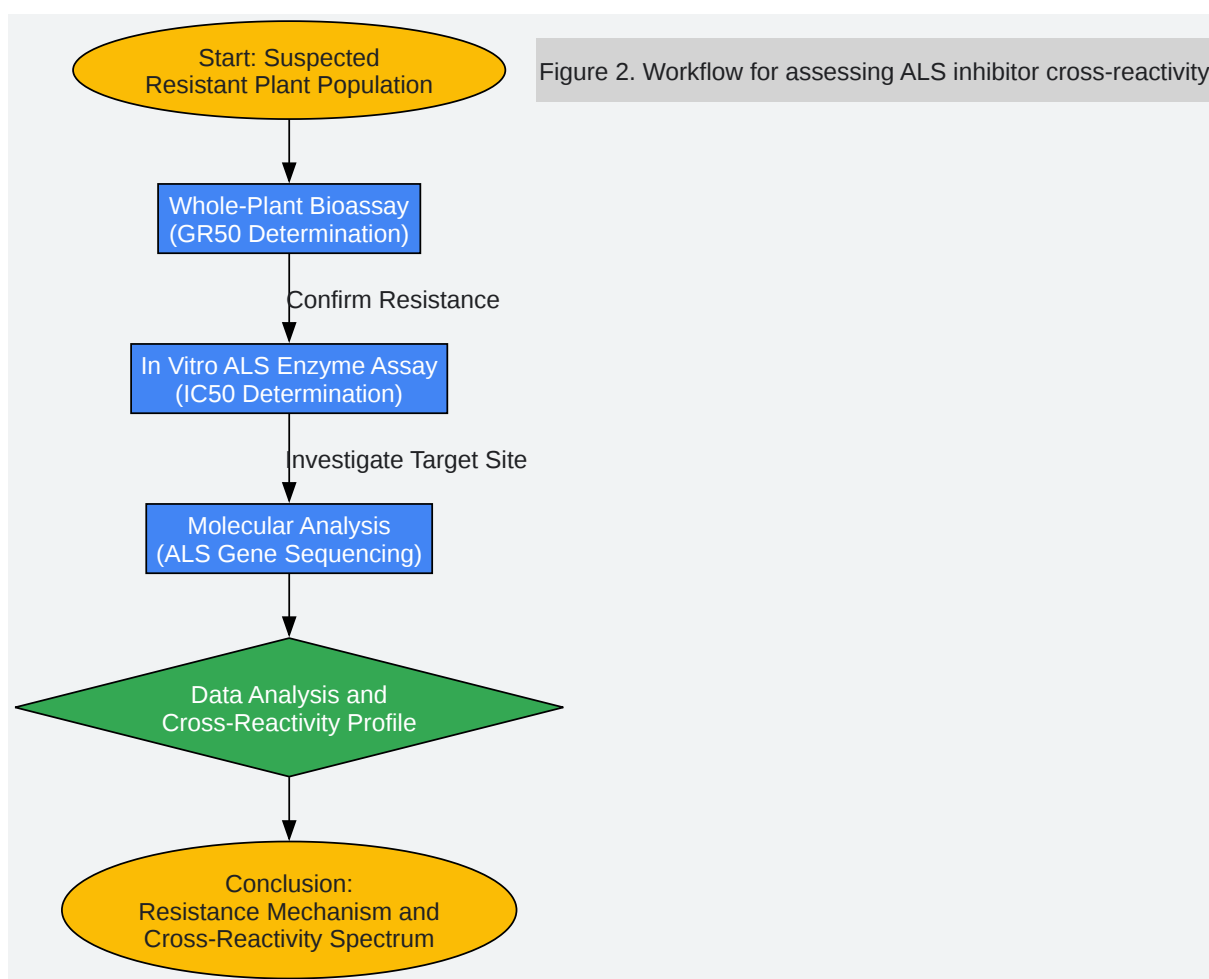 Start: Suspected
Resistant Plant Population
Figure 2. Workflow for assessing ALS inhibitor cross-reactivity
Whole-Plant Bioassay
(GR50 Determination)
Confirm Resistance
In Vitro ALS Enzyme Assay
(IC50 Determination)
Investigate Target Site
Molecular Analysis
(ALS Gene Sequencing)
Data Analysis and
Cross-Reactivity Profile
Conclusion:
Resistance Mechanism and
Cross-Reactivity Spectrum